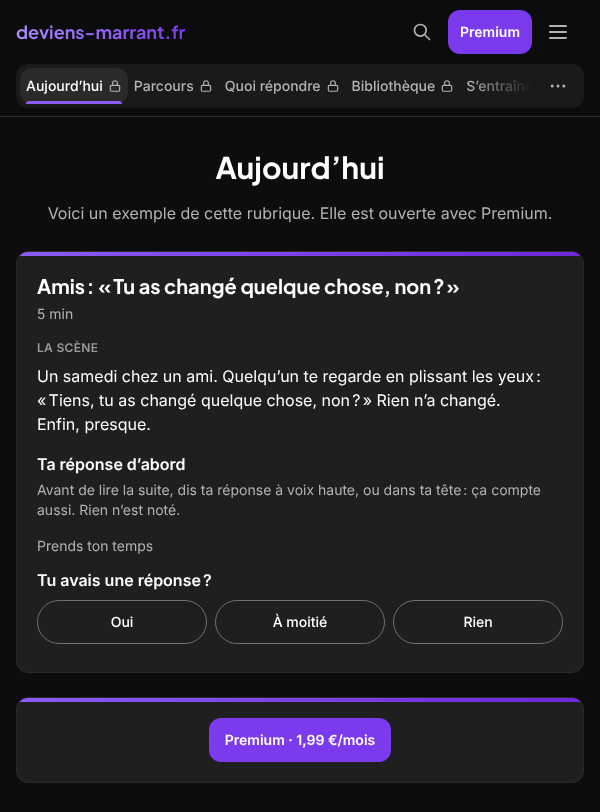 deviens-marrant.fr
Premium
Aujourd’hui
Parcours
Quoi répondre
Bibliothèque
S’entraîne
Aujourd’hui
Voici un exemple de cette rubrique. Elle est ouverte avec Premium.
Amis : « Tu as changé quelque chose, non ? »
5 min
LA SCÈNE
Un samedi chez un ami. Quelqu’un te regarde en plissant les yeux :
« Tiens, tu as changé quelque chose, non ? » Rien n’a changé.
Enfin, presque.
Ta réponse d’abord
Avant de lire la suite, dis ta réponse à voix haute, ou dans ta tête : ça compte
aussi. Rien n’est noté.
Prends ton temps
Tu avais une réponse ?
Oui
À moitié
Rien
Premium · 1,99 €/mois